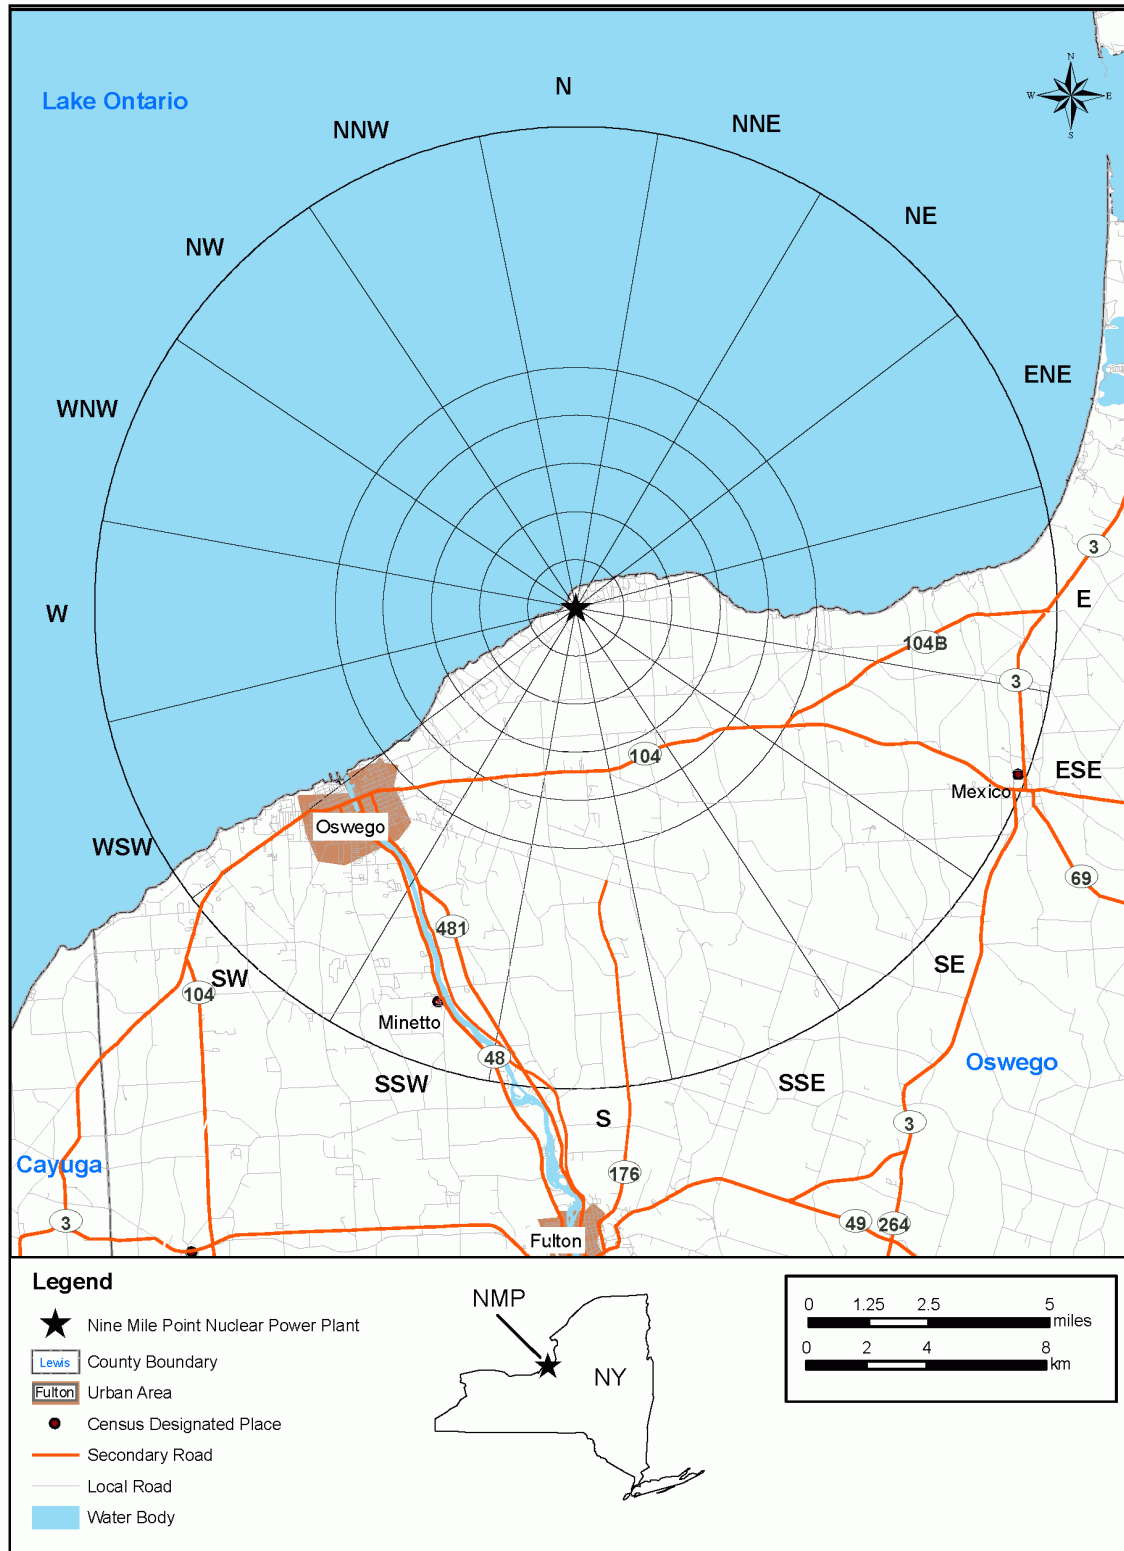 N
Lake Ontario
N
W
E
S
NNW
NNE
NE
NW
ENE
WNW
3
E
W
104B
3
104
ESE
Mexico
Oswego
WSW
69
481
SW
SE
104
Minetto
48
Oswego
SSW
SSE
S
3
Cayuga
176
3
49
264
Fulton
Legend
Nine Mile Point Nuclear Power Plant
Lewis
County Boundary
Fulton
Urban Area
Census Designated Place
Secondary Road
Local Road
Water Body
NMP
NY
0 1.25 2.5 5
miles
0 2 4 8
km